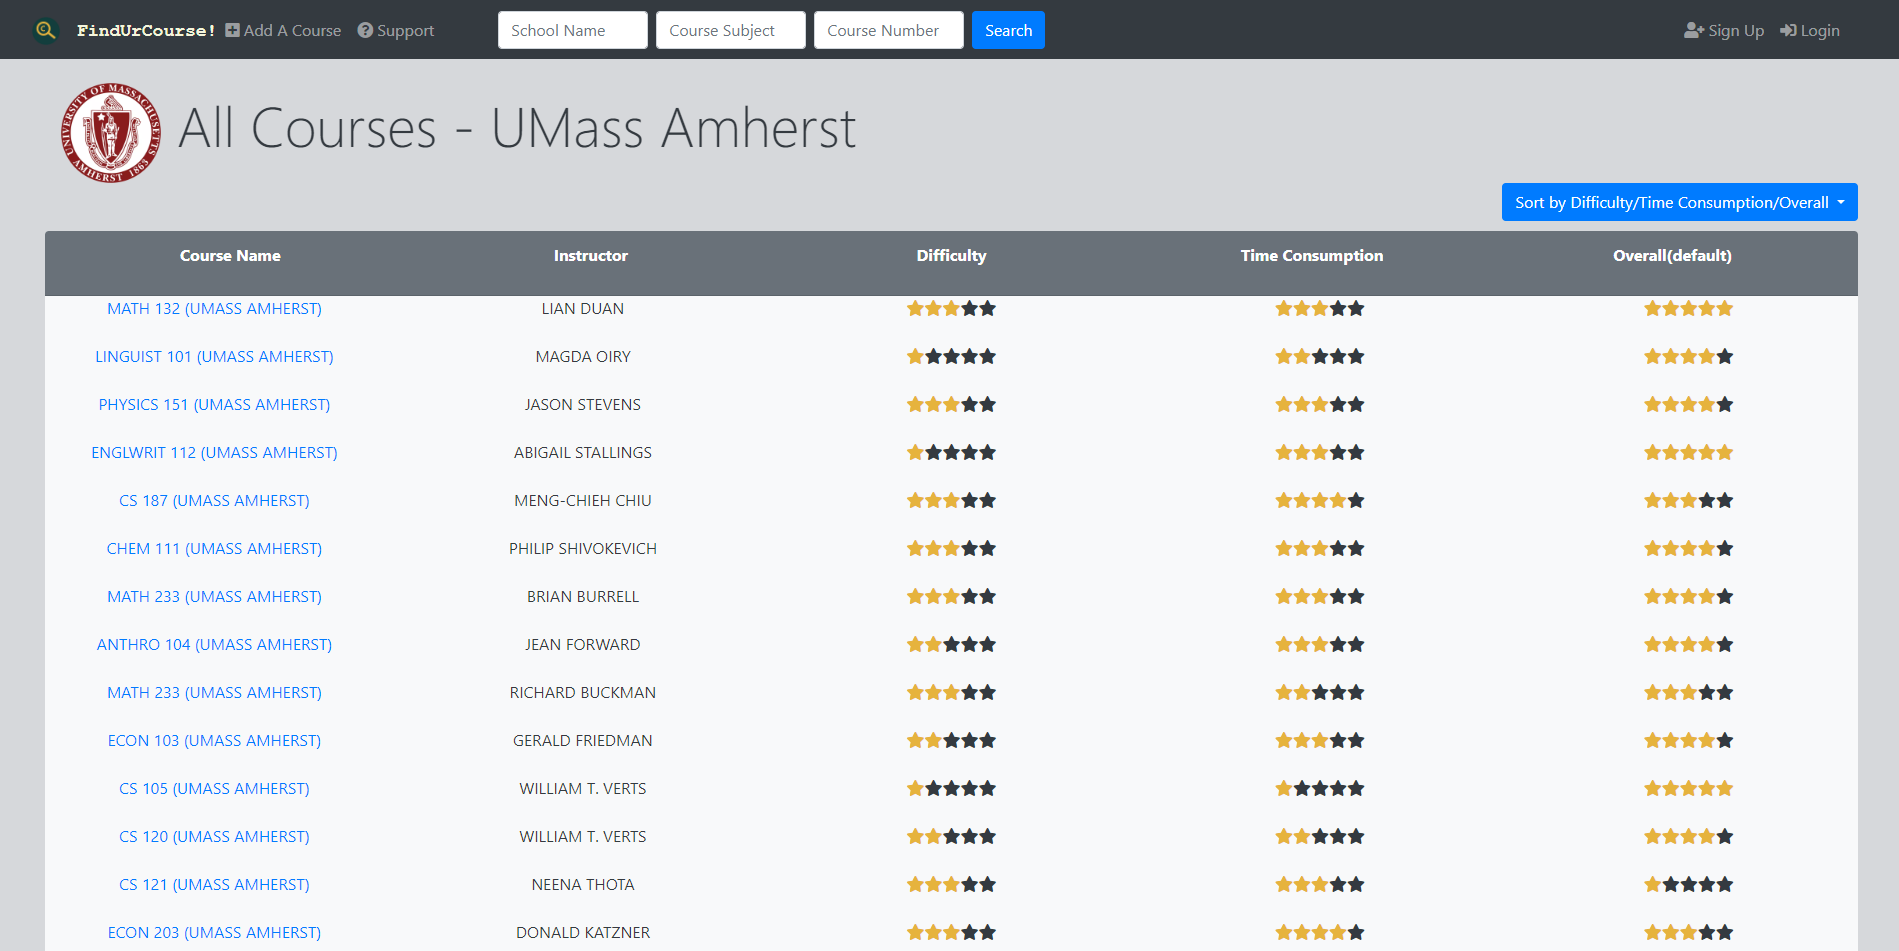 FindUrCourse! Add A Course Support School Name Course Subject Course Number Search Sign Up Login
UNIVERSITY OF MASSACHUSETTS AMHERST 1863
All Courses - UMass Amherst
Sort by Difficulty/Time Consumption/Overall
Course Name Instructor Difficulty Time Consumption Overall(default)
MATH 132 (UMASS AMHERST) LIAN DUAN
LINGUIST 101 (UMASS AMHERST) MAGDA OIRY
PHYSICS 151 (UMASS AMHERST) JASON STEVENS
ENGLWRIT 112 (UMASS AMHERST) ABIGAIL STALLINGS
CS 187 (UMASS AMHERST) MENG-CHIEH CHIU
CHEM 111 (UMASS AMHERST) PHILIP SHIVOKEVICH
MATH 233 (UMASS AMHERST) BRIAN BURRELL
ANTHRO 104 (UMASS AMHERST) JEAN FORWARD
MATH 233 (UMASS AMHERST) RICHARD BUCKMAN
ECON 103 (UMASS AMHERST) GERALD FRIEDMAN
CS 105 (UMASS AMHERST) WILLIAM T. VERTS
CS 120 (UMASS AMHERST) WILLIAM T. VERTS
CS 121 (UMASS AMHERST) NEENA THOTA
ECON 203 (UMASS AMHERST) DONALD KATZNER